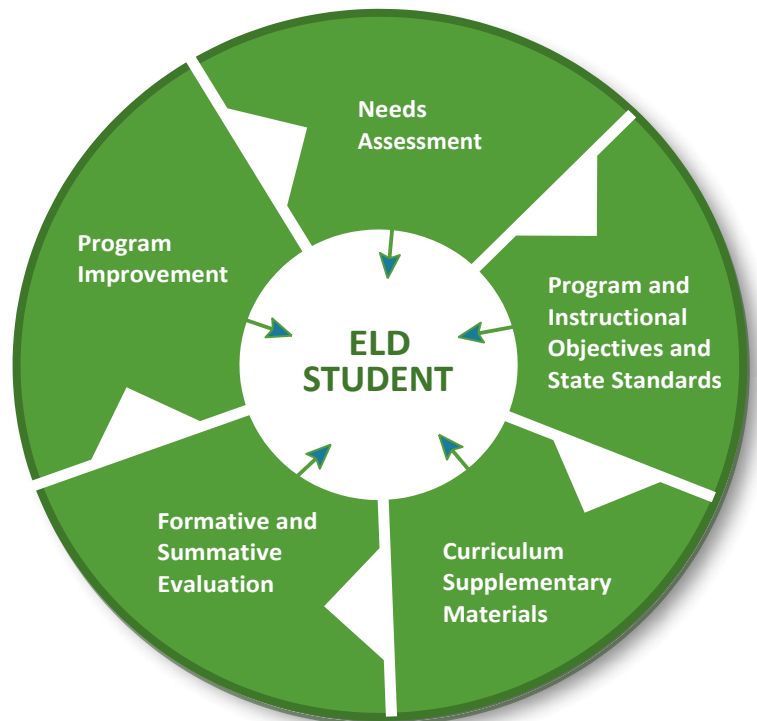 Needs
Assessment
Program and
Instructional
Objectives and
State Standards
Curriculum
Supplementary
Materials
Formative and
Summative
Evaluation
Program
Improvement
ELD
STUDENT